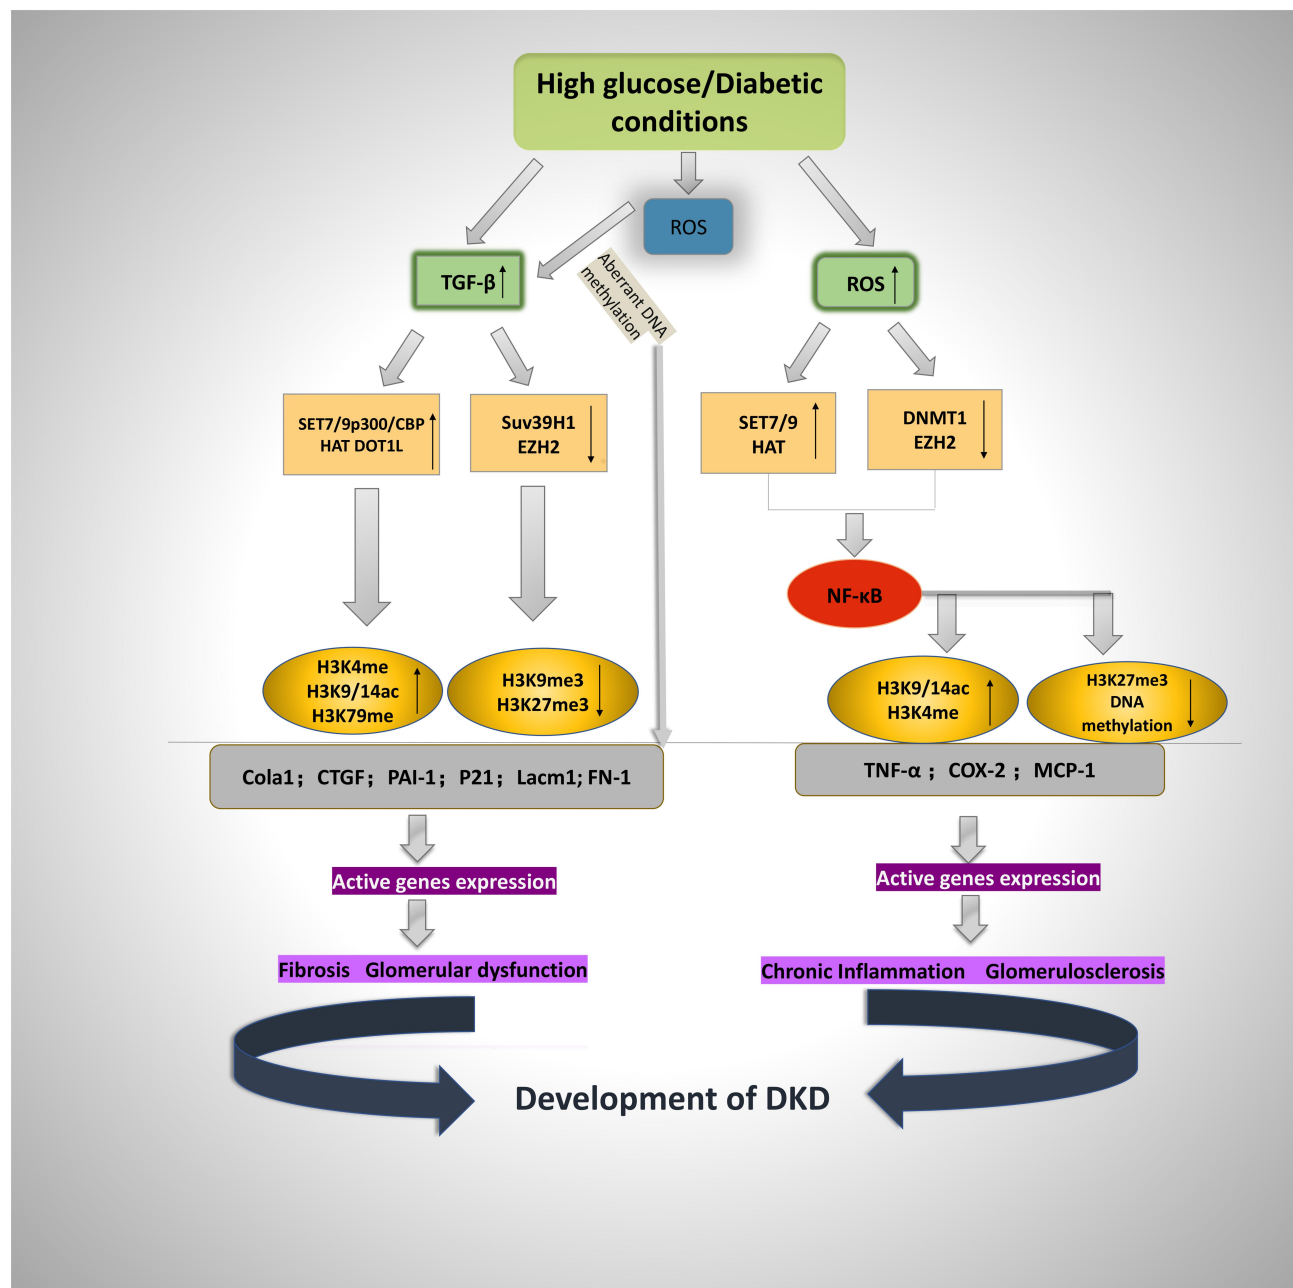 High glucose/Diabetic
conditions
ROS
TGF-β
Aberrant DNA
methylation
ROS
SET7/9p300/CBP
HAT DOT1L
Suv39H1
EZH2
SET7/9
HAT
DNMT1
EZH2
NF-κB
H3K4me
H3K9/14ac
H3K79me
H3K9me3
H3K27me3
H3K9/14ac
H3K4me
H3K27me3
DNA
methylation
Cola1； CTGF； PAI-1； P21； Lacm1; FN-1
TNF-α ； COX-2 ； MCP-1
Active genes expression
Active genes expression
Fibrosis Glomerular dysfunction
Chronic Inflammation Glomerulosclerosis
Development of DKD